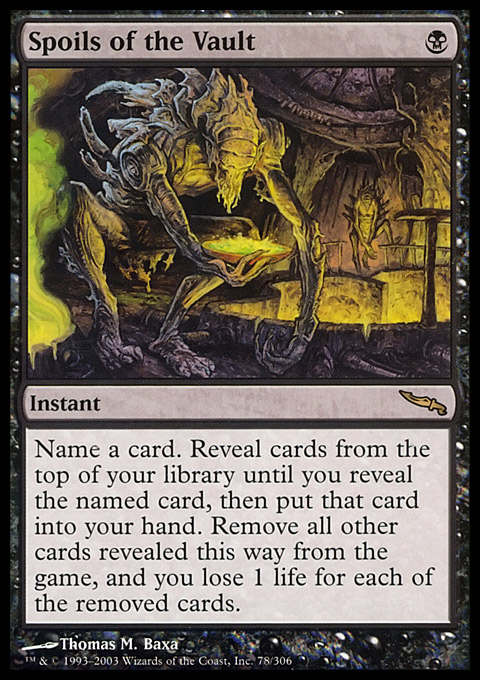 Spoils of the Vault
Instant
Name a card. Reveal cards from the
top of your library until you reveal
the named card, then put that card
into your hand. Remove all other
cards revealed this way from the
game, and you lose 1 life for each of
the removed cards.
Thomas M. Baxa
™ & © 1993–2003 Wizards of the Coast, Inc. 78/306